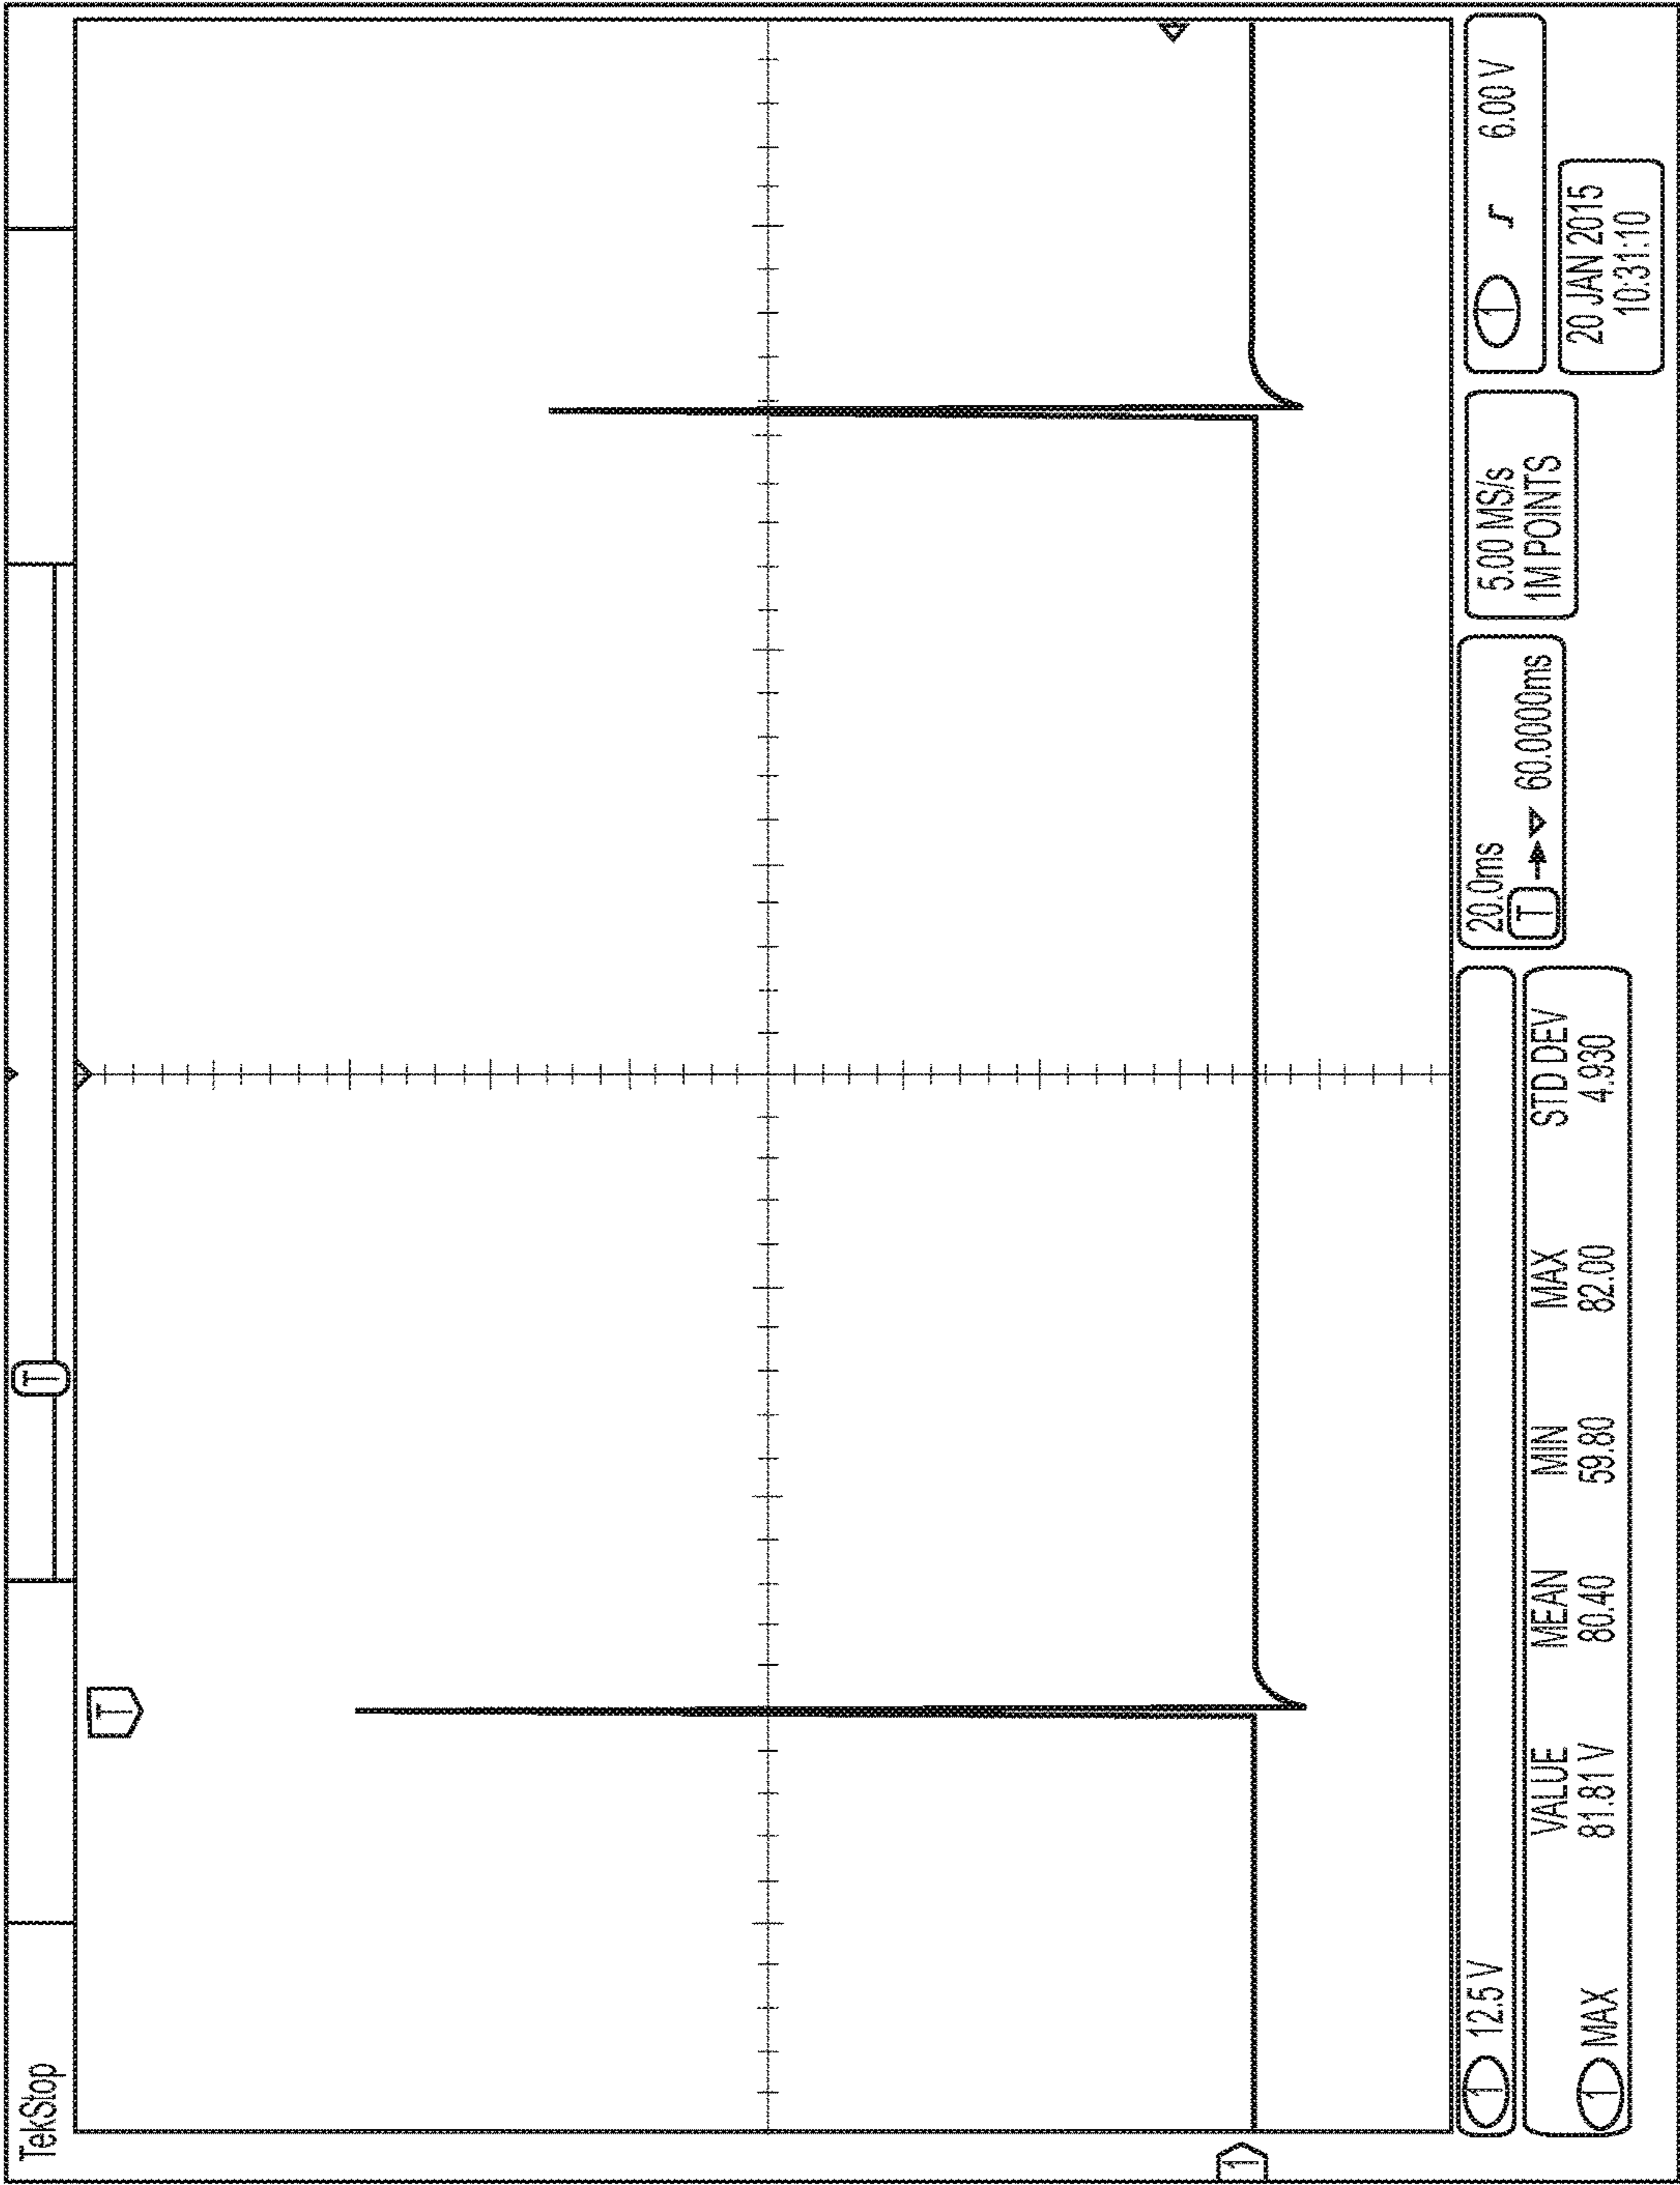 TekStop
T
T
1
1 12.5 V
20.0ms
T 60.0000ms
5.00 MS/s
1M POINTS
1 6.00 V
VALUE MEAN MIN MAX STD DEV
1 MAX 81.81 V 80.40 59.80 82.00 4.930
20 JAN 2015
10:31:10